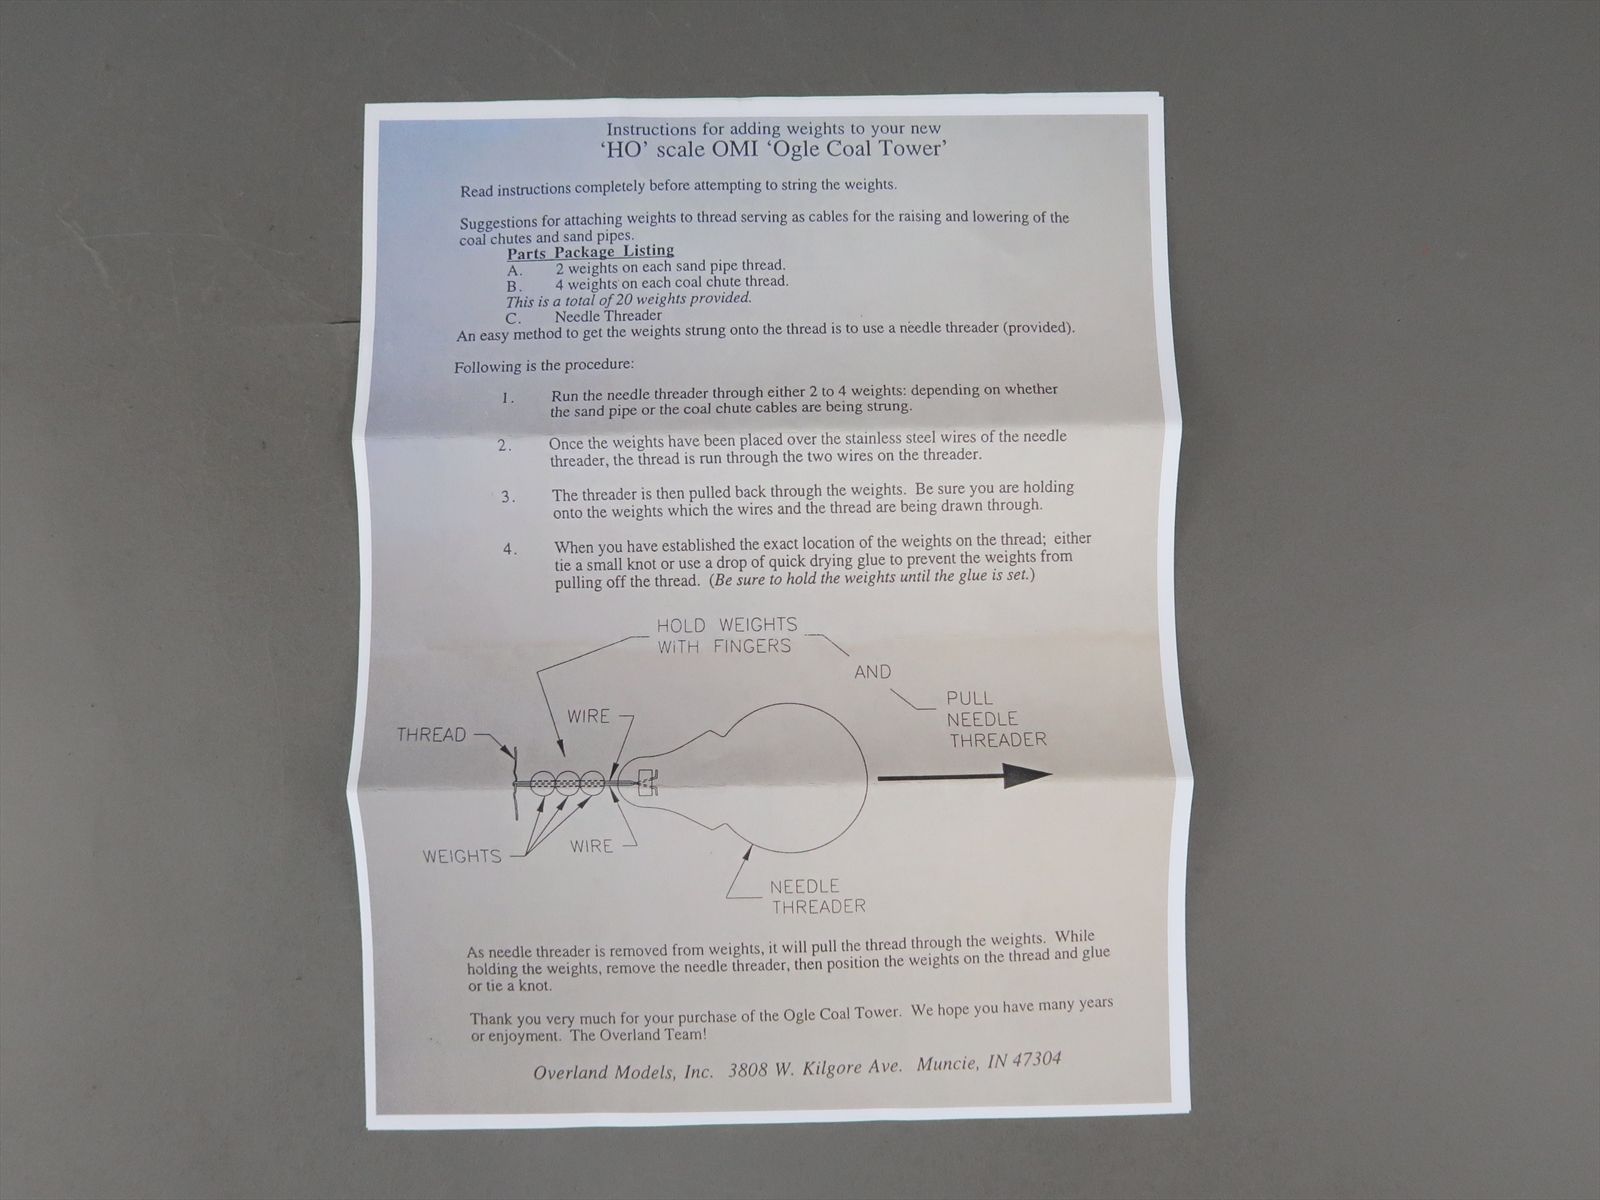 Instructions for adding weights to your new
‘HO’ scale OMI ‘Ogle Coal Tower’
Read instructions completely before attempting to string the weights.
Suggestions for attaching weights to thread serving as cables for the raising and lowering of the
coal chutes and sand pipes.
Parts Package Listing
A. 2 weights on each sand pipe thread.
B. 4 weights on each coal chute thread.
This is a total of 20 weights provided.
C. Needle Threader
An easy method to get the weights strung onto the thread is to use a needle threader (provided).
Following is the procedure:
1. Run the needle threader through either 2 to 4 weights: depending on whether
the sand pipe or the coal chute cables are being strung.
2. Once the weights have been placed over the stainless steel wires of the needle
threader, the thread is run through the two wires on the threader.
3. The threader is then pulled back through the weights. Be sure you are holding
onto the weights which the wires and the thread are being drawn through.
4. When you have established the exact location of the weights on the thread; either
tie a small knot or use a drop of quick drying glue to prevent the weights from
pulling off the thread. (Be sure to hold the weights until the glue is set.)
HOLD WEIGHTS
WiTH FINGERS
AND
PULL
NEEDLE
THREADER
WIRE
THREAD
WEIGHTS
WIRE
NEEDLE
THREADER
As needle threader is removed from weights, it will pull the thread through the weights. While
holding the weights, remove the needle threader, then position the weights on the thread and glue
or tie a knot.
Thank you very much for your purchase of the Ogle Coal Tower. We hope you have many years
or enjoyment. The Overland Team!
Overland Models, Inc. 3808 W. Kilgore Ave. Muncie, IN 47304